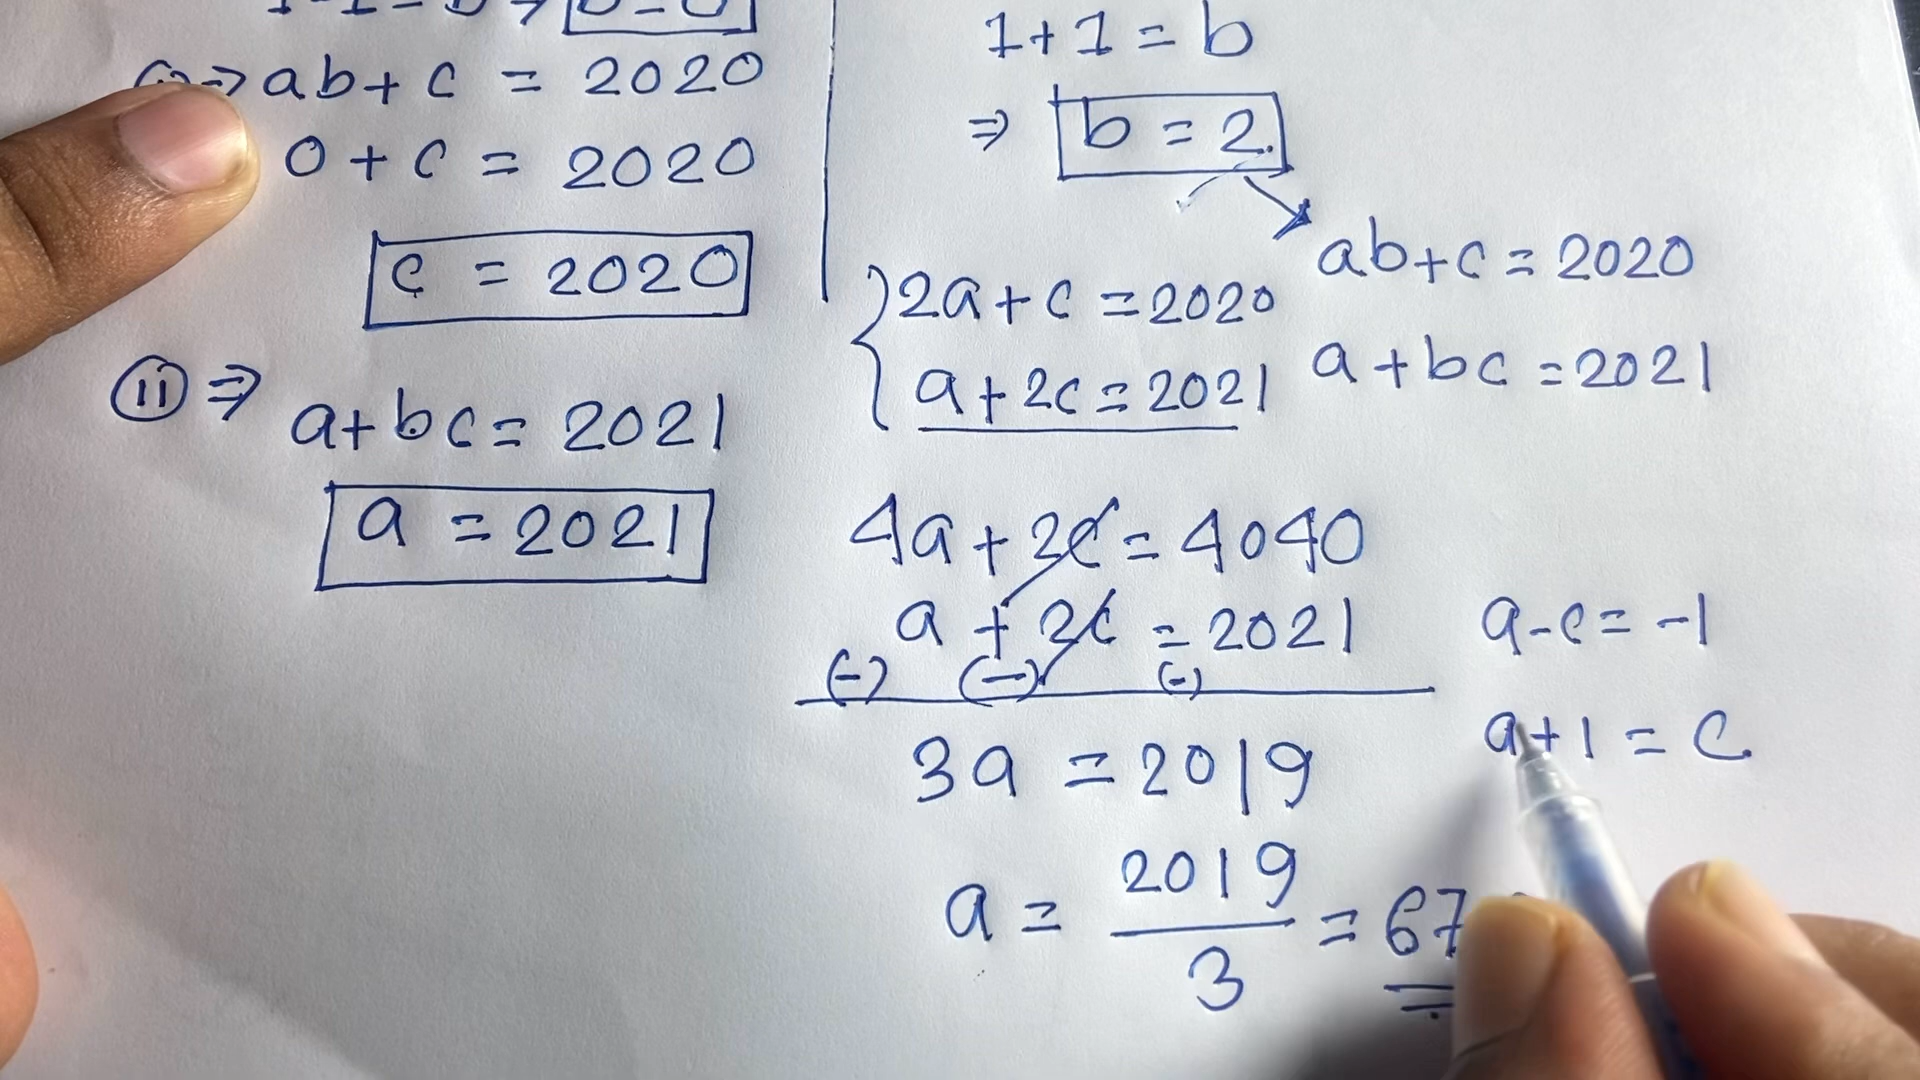 ab + c = 2020
0 + c = 2020
c = 2020
(ii) ⇒ a + bc = 2021
a = 2021
1 + 1 = b
⇒ b = 2.
ab + c = 2020
2a + c = 2020
a + bc = 2021
a + 2c = 2021
4a + 2c = 4040
a + 2c = 2021
(-) (-) (-)
3a = 2019
a = 2019/3 = 67
a - c = -1
a + 1 = c